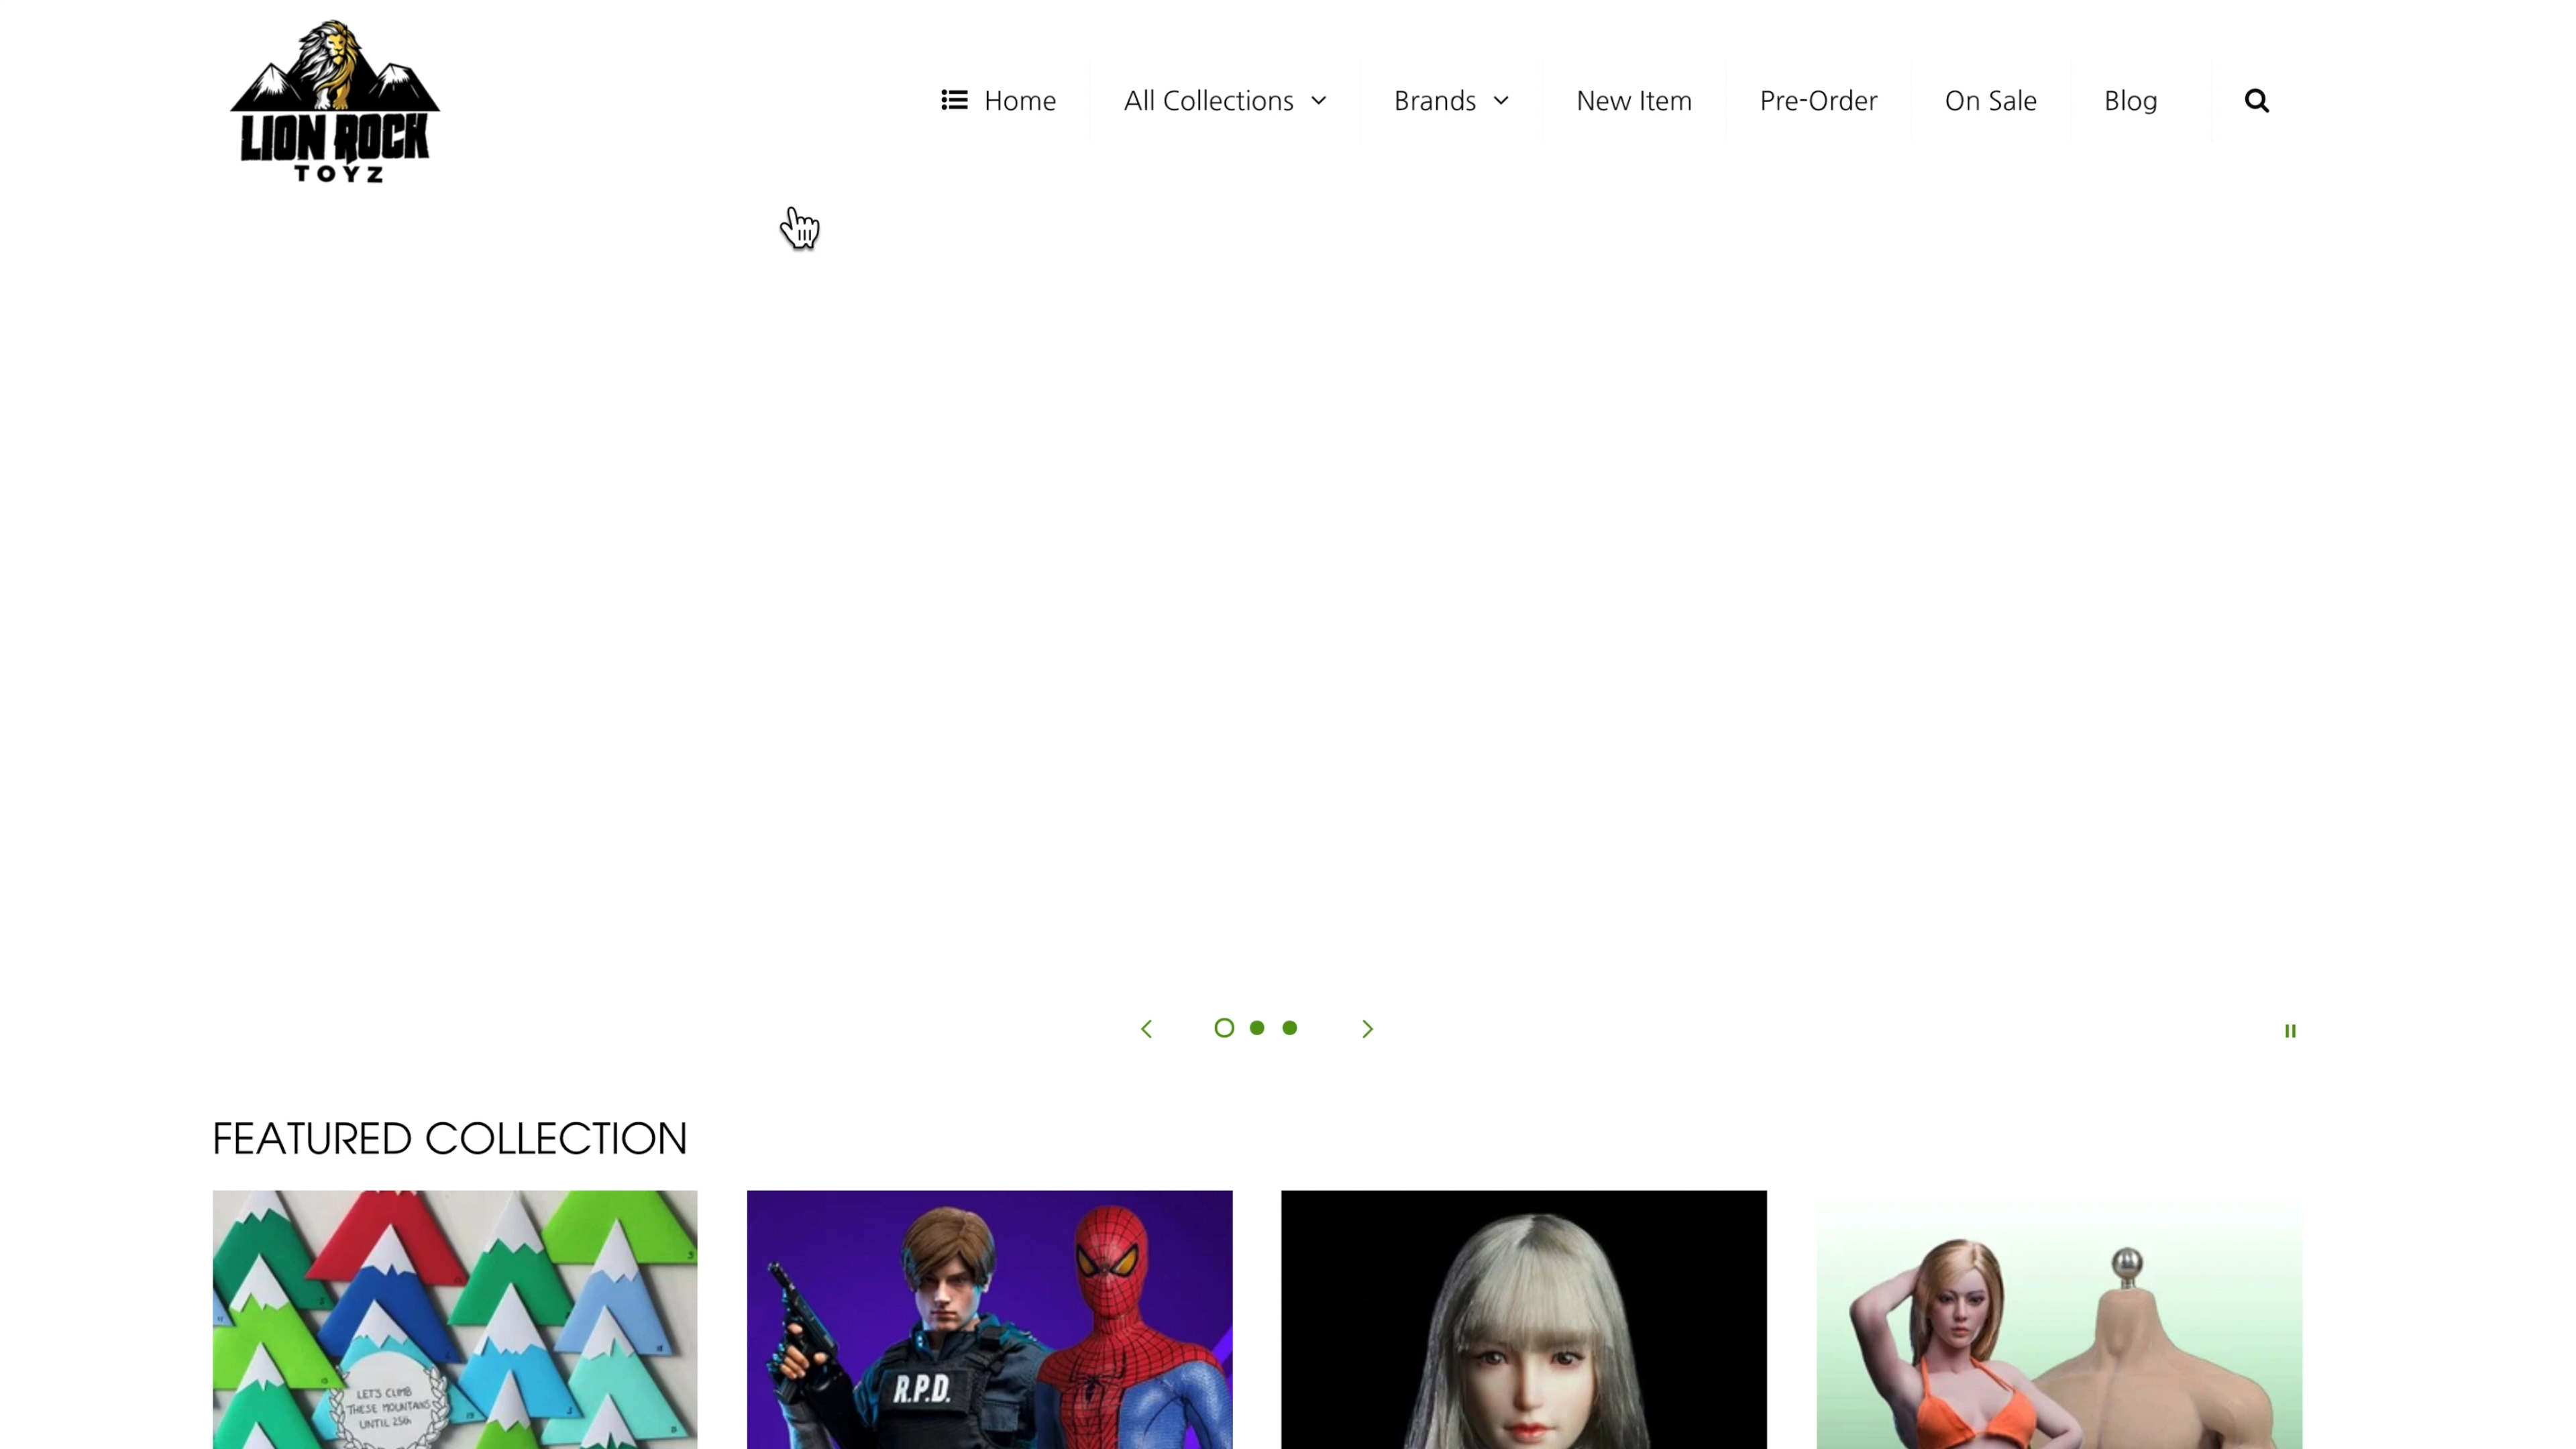 LION ROCK
TOYZ
Home
All Collections
Brands
New Item
Pre-Order
On Sale
Blog
FEATURED COLLECTION
LET'S CLIMB
THESE MOUNTAINS
UNTIL 25th
R.P.D.